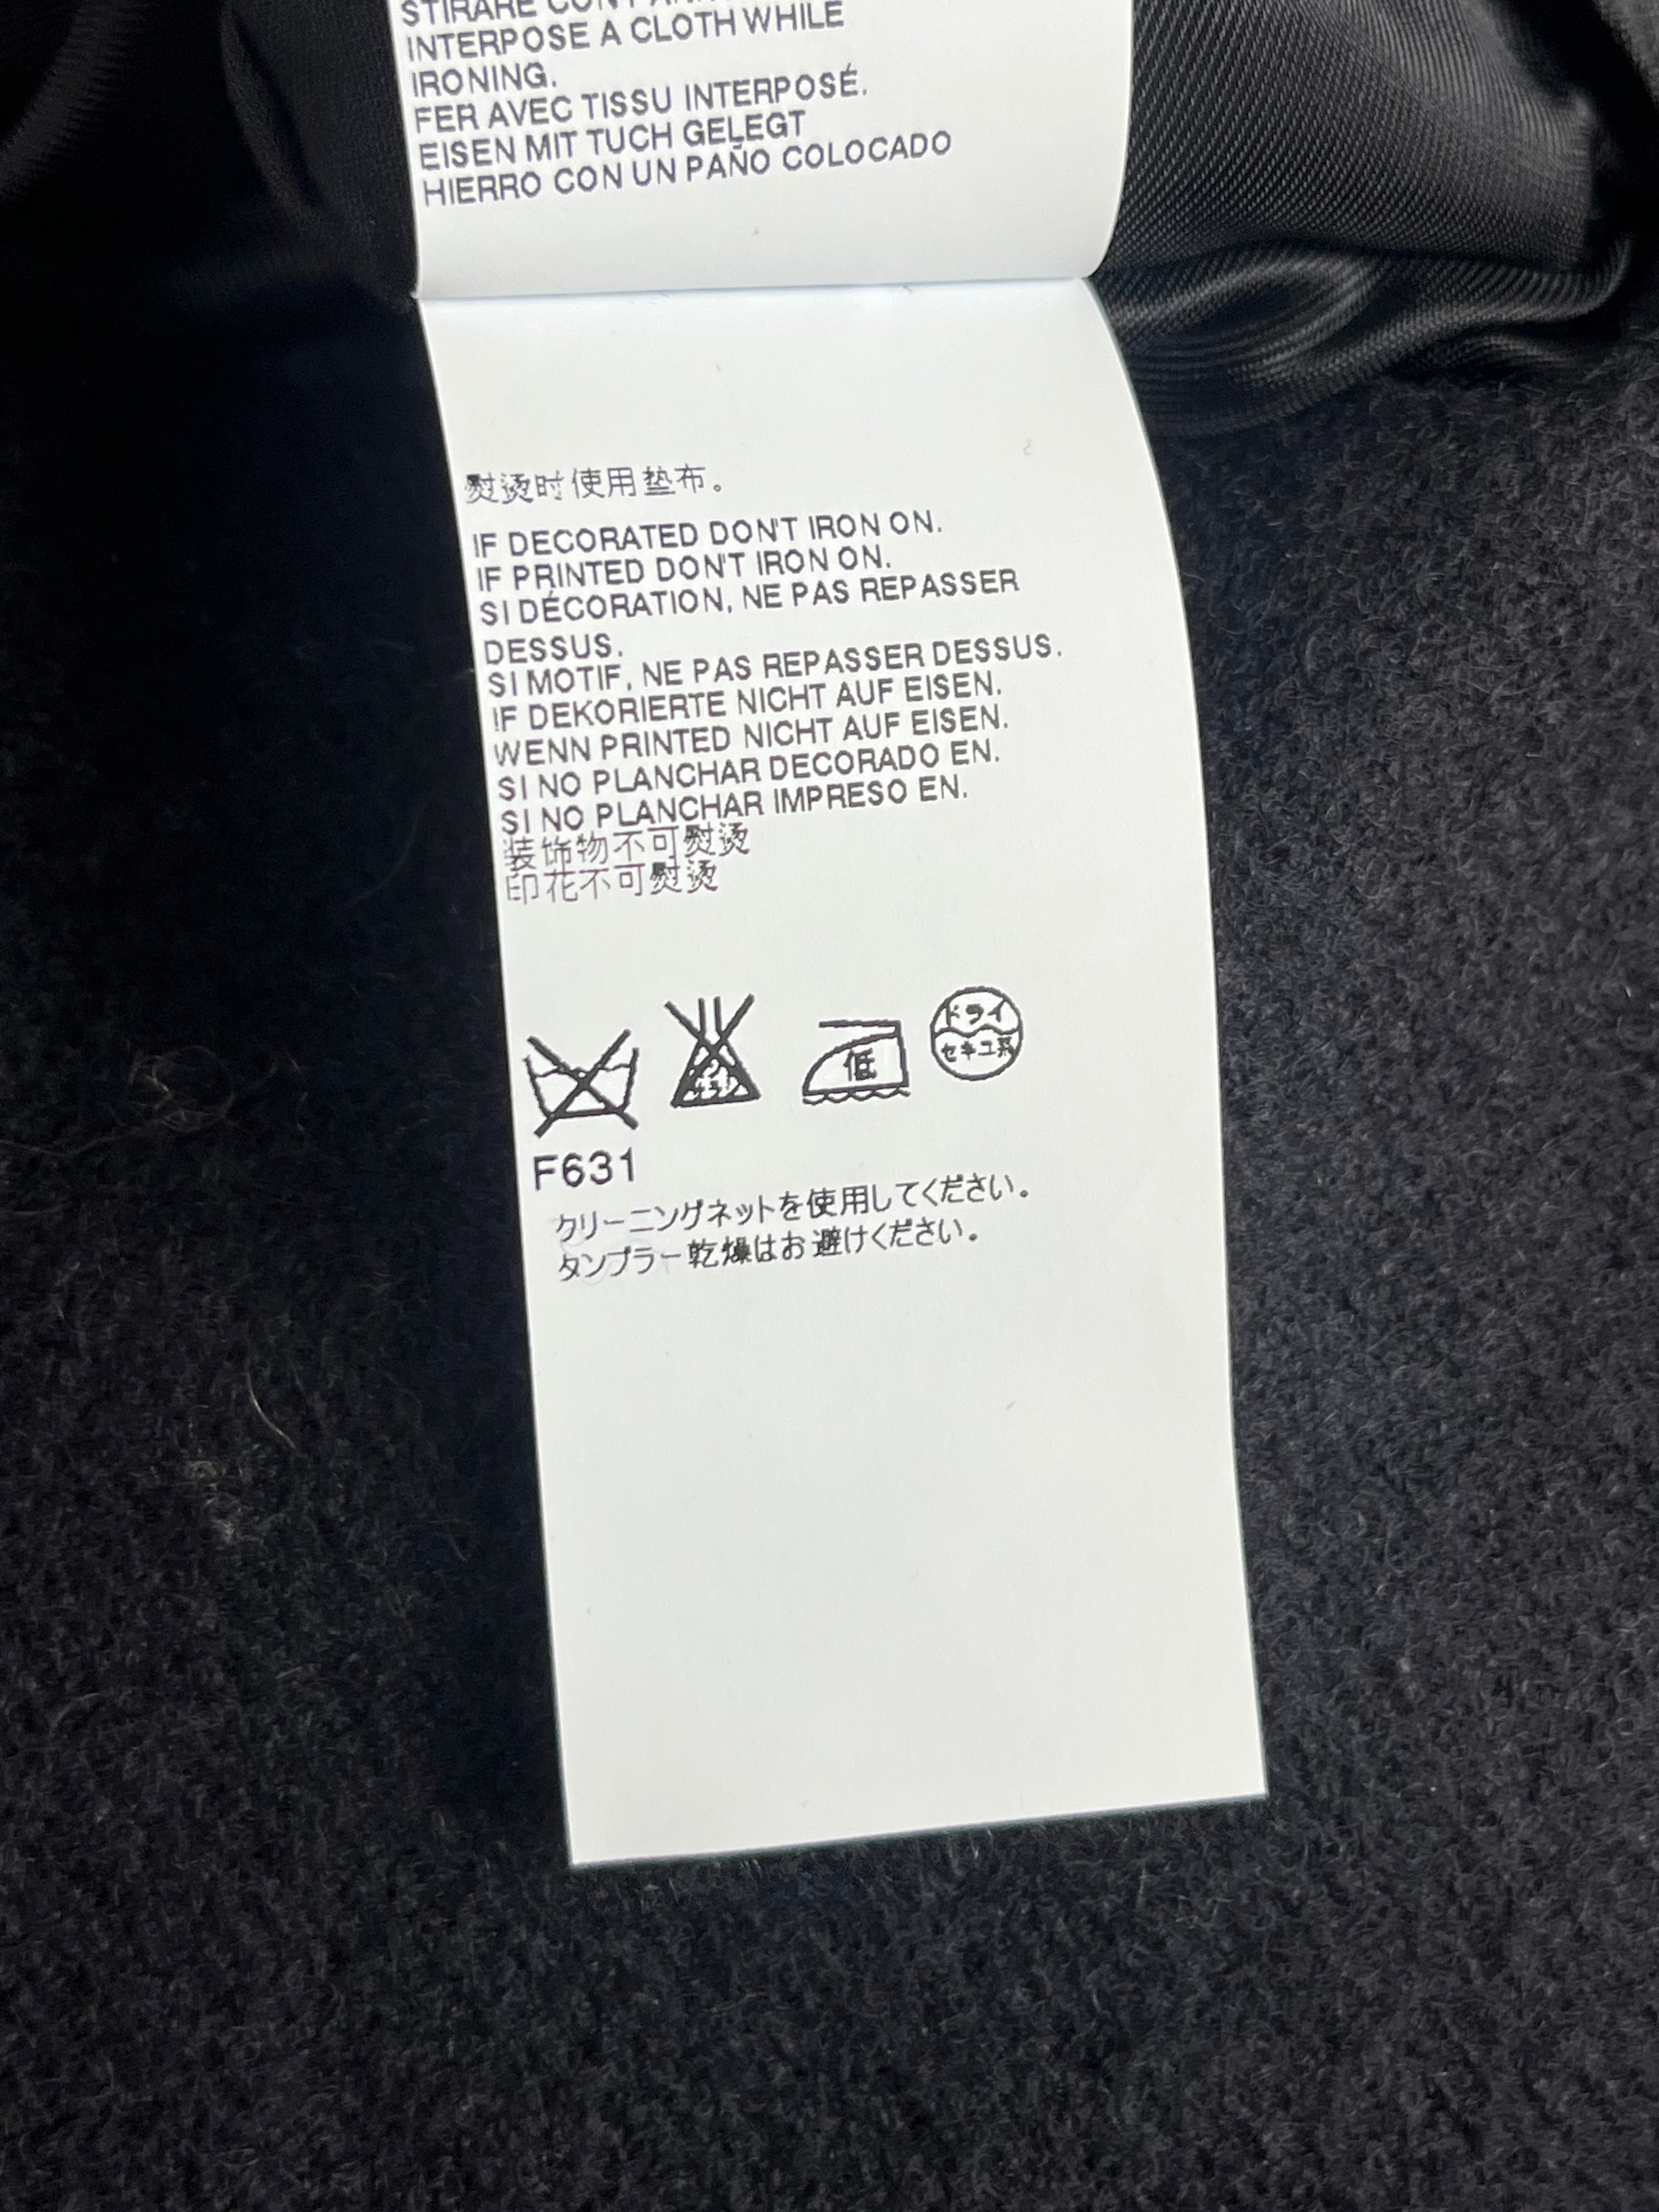 STIRARE CON
INTERPOSE A CLOTH WHILE
IRONING.
FER AVEC TISSU INTERPOSÉ.
EISEN MIT TUCH GELEGT
HIERRO CON UN PAÑO COLOCADO
熨烫时使用垫布。
IF DECORATED DON'T IRON ON.
IF PRINTED DON'T IRON ON.
SI DÉCORATION, NE PAS REPASSER
DESSUS.
SI MOTIF, NE PAS REPASSER DESSUS.
IF DEKORIERTE NICHT AUF EISEN.
WENN PRINTED NICHT AUF EISEN.
SI NO PLANCHAR DECORADO EN.
SI NO PLANCHAR IMPRESO EN.
装饰物不可熨烫
印花不可熨烫
低
ドライ
セキユ系
F631
クリーニングネットを使用してください。
タンブラー乾燥はお避けください。